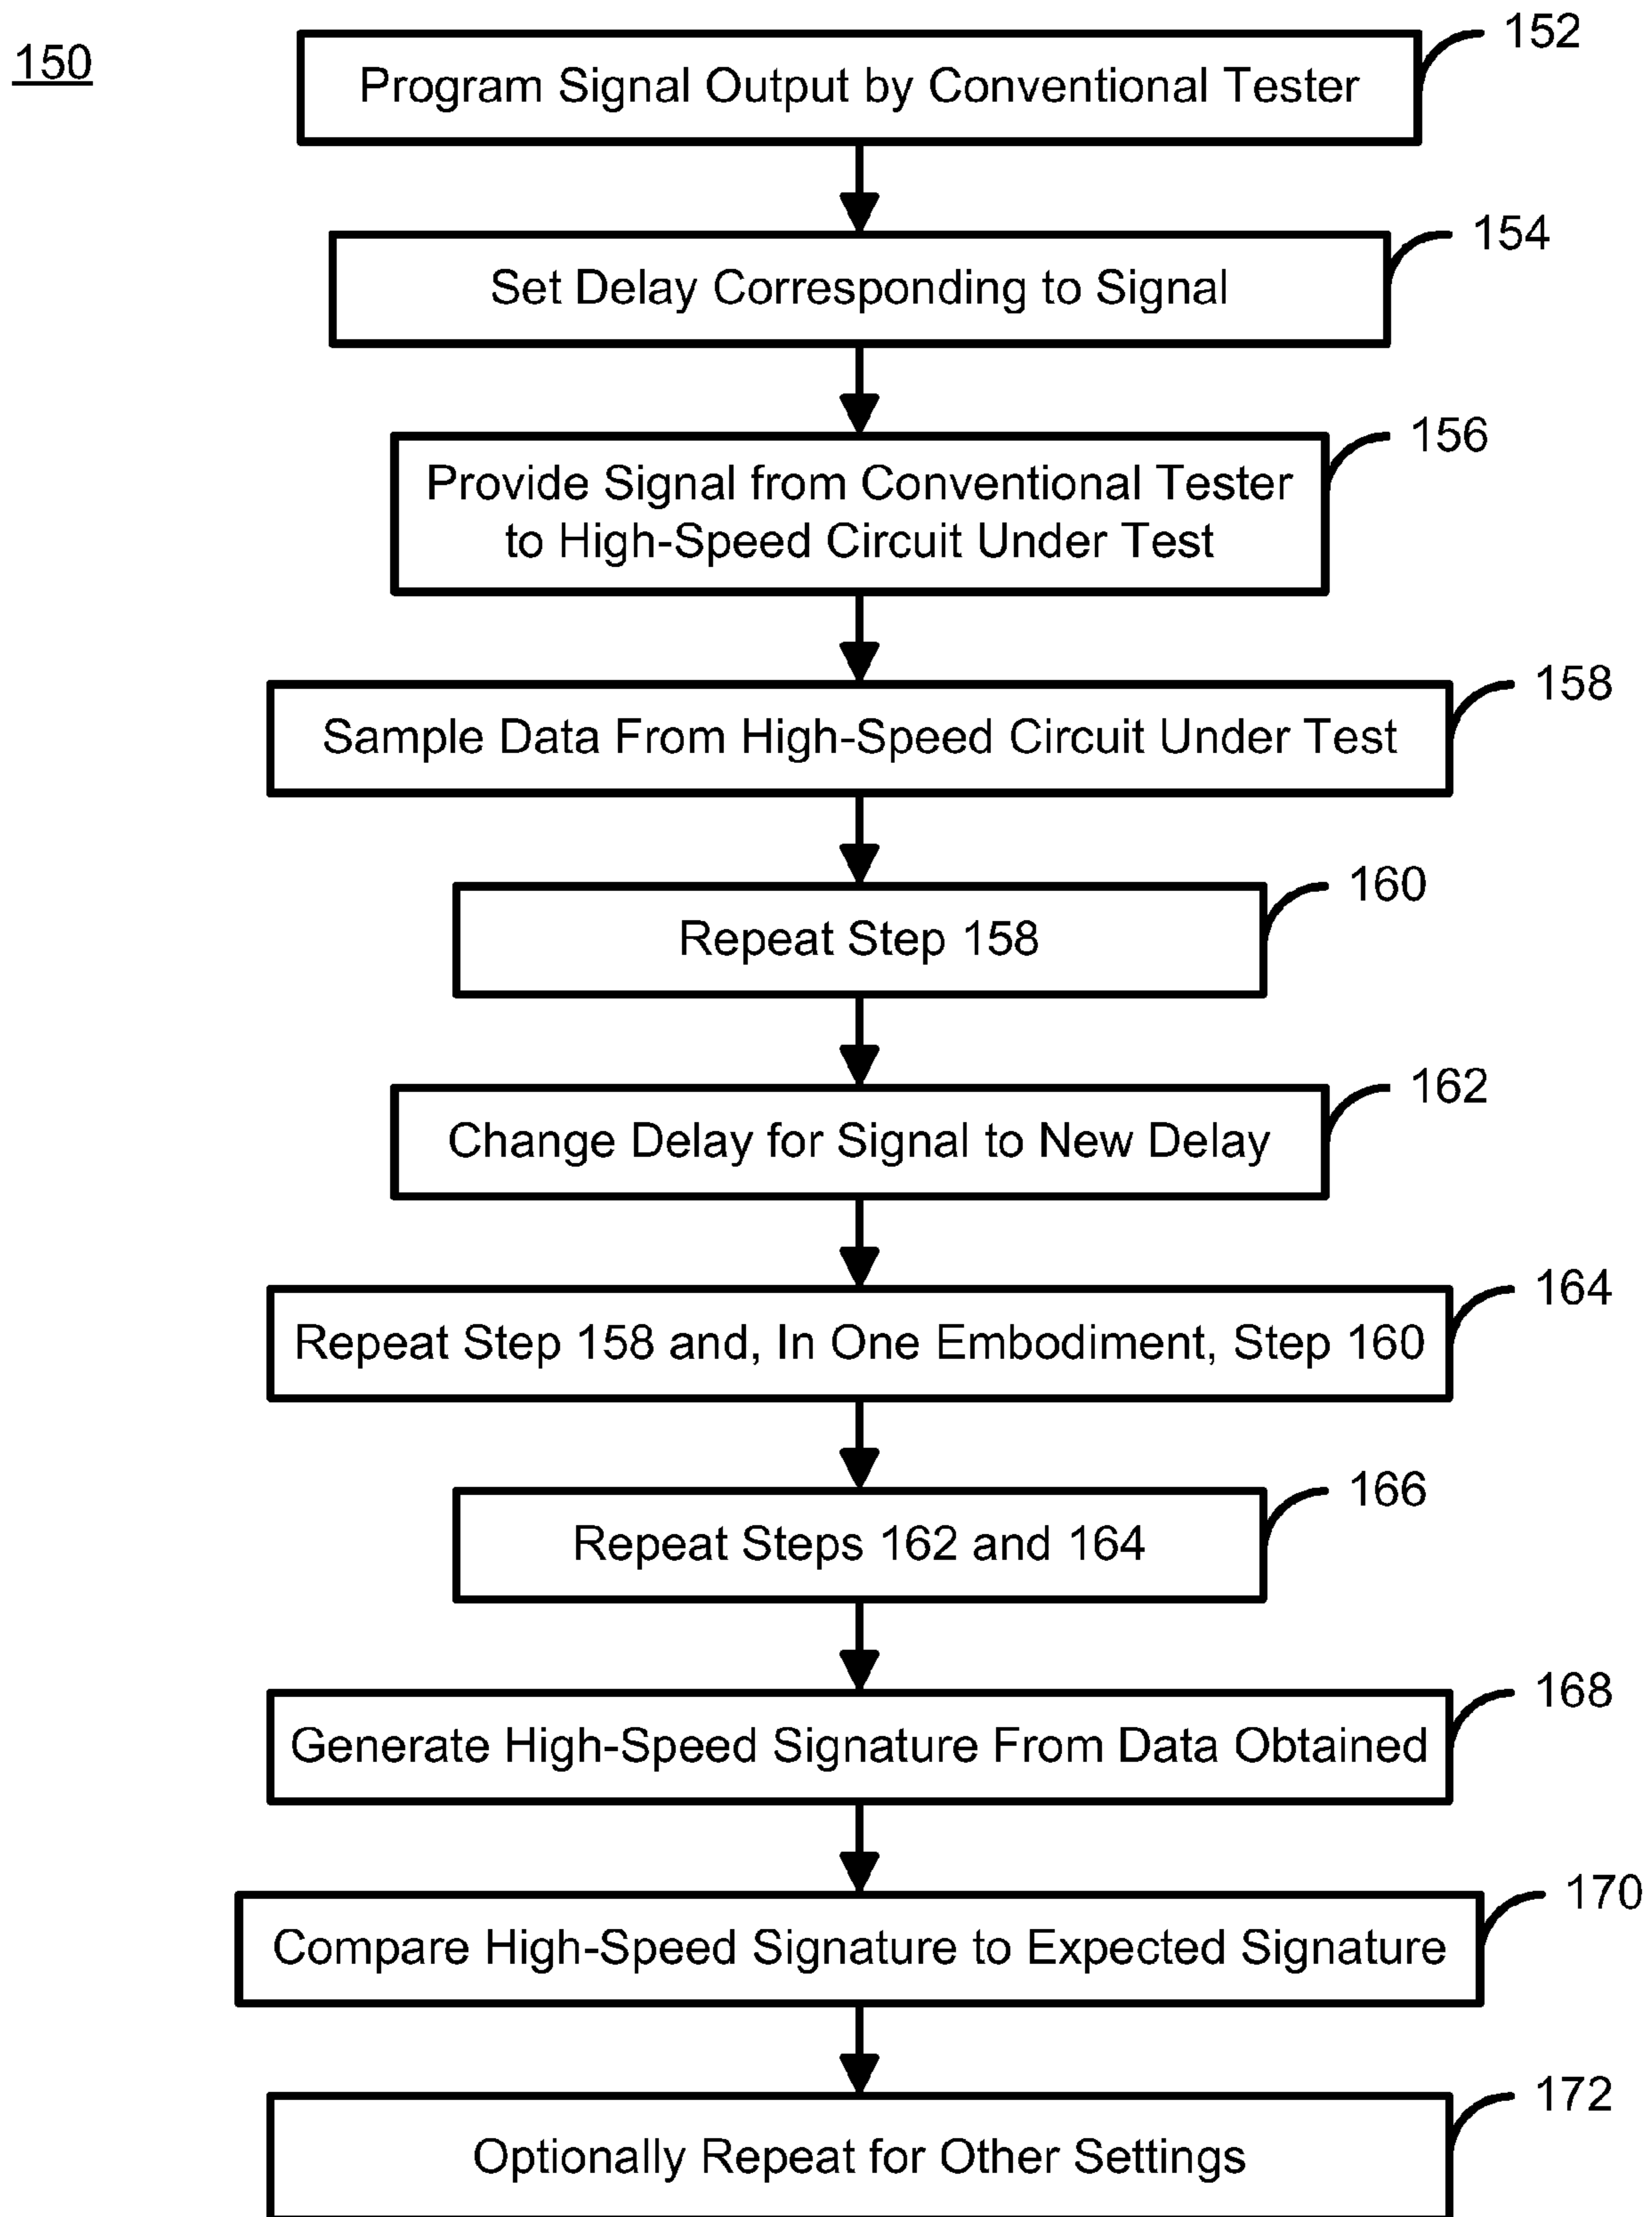 150
152
Program Signal Output by Conventional Tester
154
Set Delay Corresponding to Signal
156
Provide Signal from Conventional Tester
to High-Speed Circuit Under Test
158
Sample Data From High-Speed Circuit Under Test
160
Repeat Step 158
162
Change Delay for Signal to New Delay
164
Repeat Step 158 and, In One Embodiment, Step 160
166
Repeat Steps 162 and 164
168
Generate High-Speed Signature From Data Obtained
170
Compare High-Speed Signature to Expected Signature
172
Optionally Repeat for Other Settings